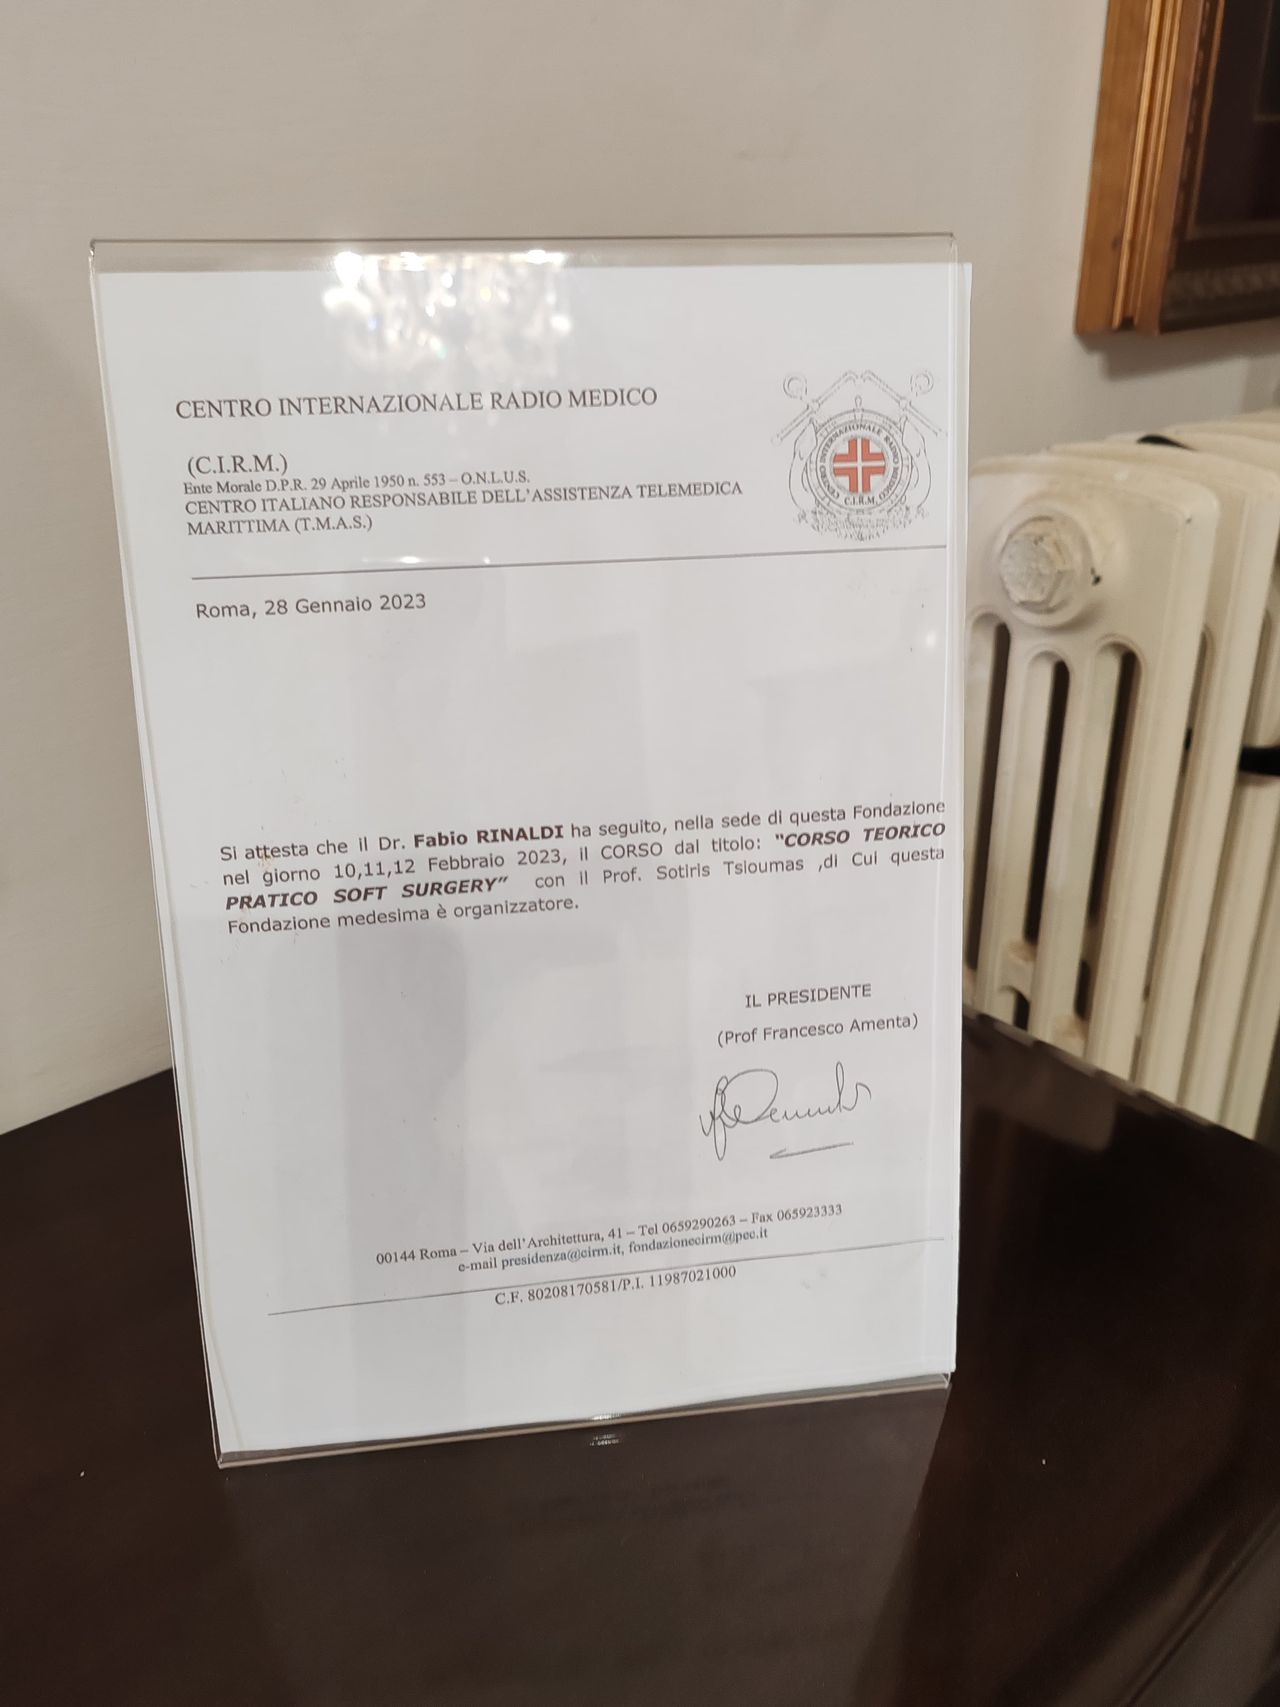 CENTRO INTERNAZIONALE RADIO MEDICO
(C.I.R.M.)
Ente Morale D.P.R. 29 Aprile 1950 n. 553 – O.N.L.U.S.
CENTRO ITALIANO RESPONSABILE DELL'ASSISTENZA TELEMEDICA
MARITTIMA (T.M.A.S.)
CENTRO INTERNAZIONALE RADIO MEDICO
C.I.R.M.
Roma, 28 Gennaio 2023
Si attesta che il Dr. Fabio RINALDI ha seguito, nella sede di questa Fondazione
nel giorno 10,11,12 Febbraio 2023, il CORSO dal titolo: "CORSO TEORICO
PRATICO SOFT SURGERY" con il Prof. Sotiris Tsioumas ,di Cui questa
Fondazione medesima è organizzatore.
IL PRESIDENTE
(Prof Francesco Amenta)
00144 Roma – Via dell'Architettura, 41 – Tel 0659290263 – Fax 065923333
e-mail presidenza@cirm.it, fondazionecirm@pec.it
C.F. 80208170581/P.I. 11987021000